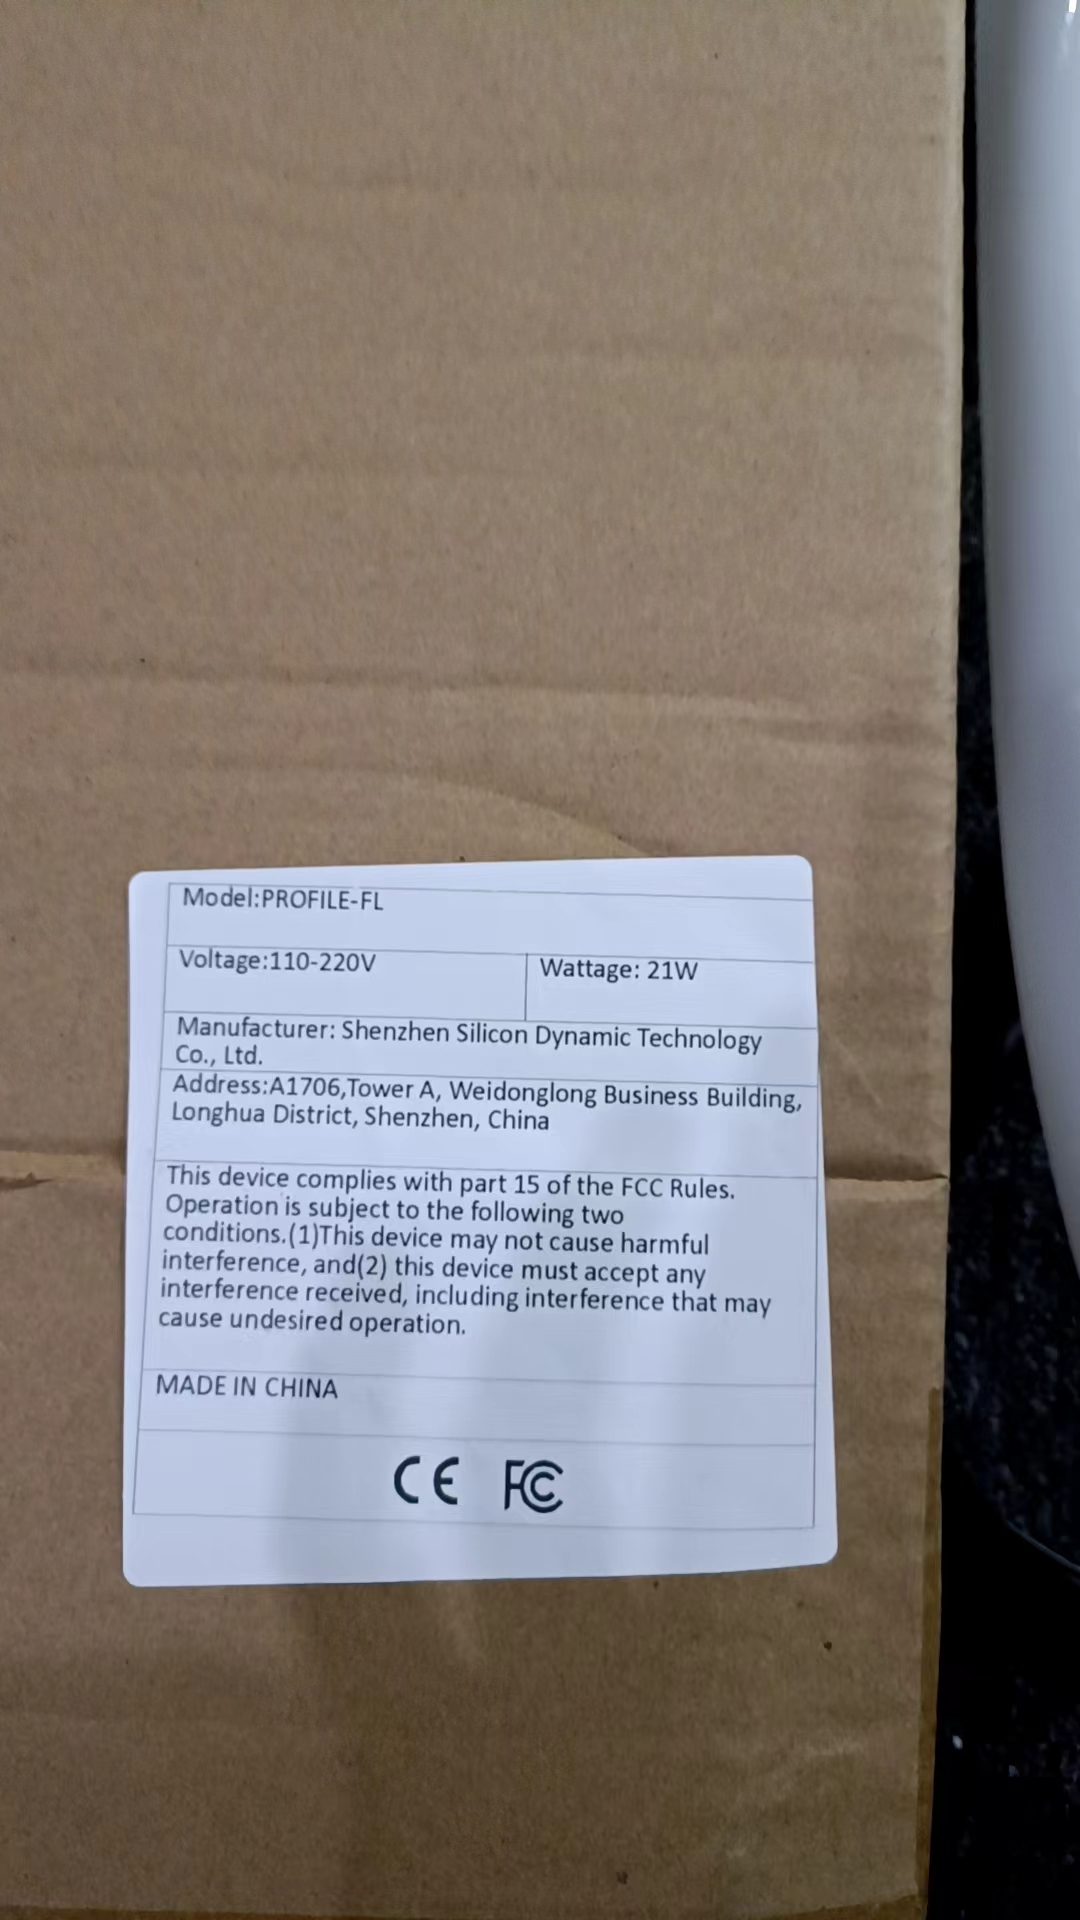 Model:PROFILE-FL
Voltage:110-220V
Wattage: 21W
Manufacturer: Shenzhen Silicon Dynamic Technology
Co., Ltd.
Address:A1706,Tower A, Weidonglong Business Building,
Longhua District, Shenzhen, China
This device complies with part 15 of the FCC Rules.
Operation is subject to the following two
conditions.(1)This device may not cause harmful
interference, and(2) this device must accept any
interference received, including interference that may
cause undesired operation.
MADE IN CHINA
CE FC